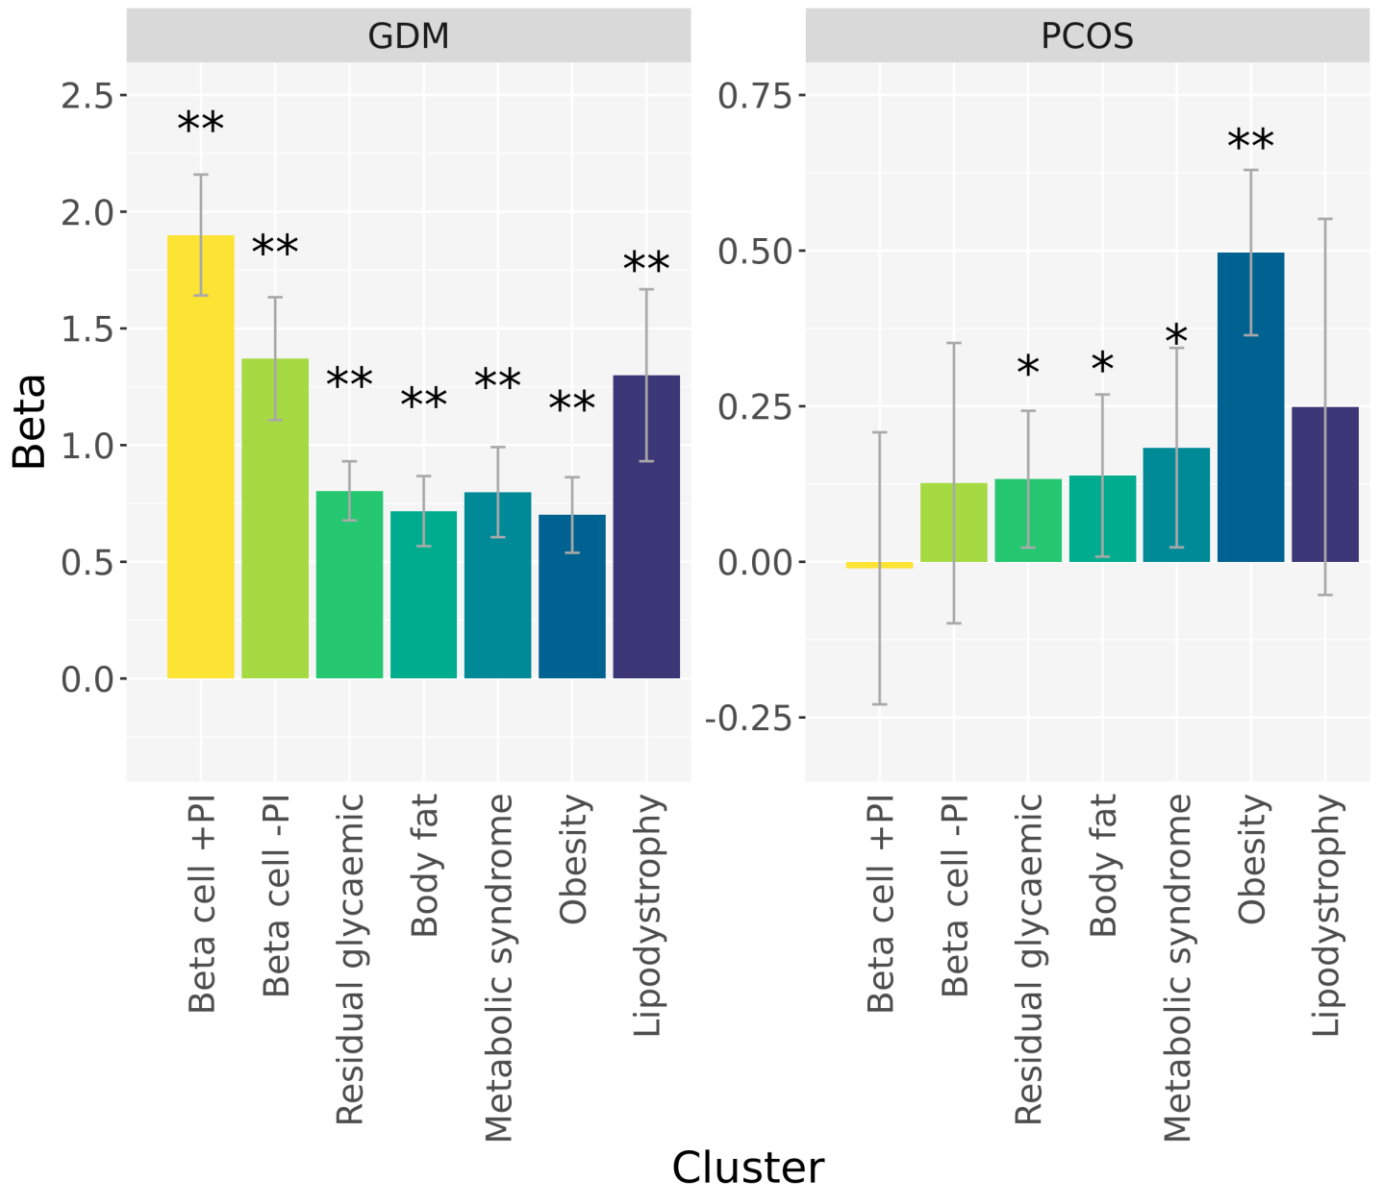 GDM
PCOS
Beta
2.5
2.0
1.5
1.0
0.5
0.0
**
**
**
**
**
**
**
0.75
0.50
0.25
0.00
-0.25
*
*
*
**
Beta cell +PI
Beta cell -PI
Residual glycaemic
Body fat
Metabolic syndrome
Obesity
Lipodystrophy
Beta cell +PI
Beta cell -PI
Residual glycaemic
Body fat
Metabolic syndrome
Obesity
Lipodystrophy
Cluster